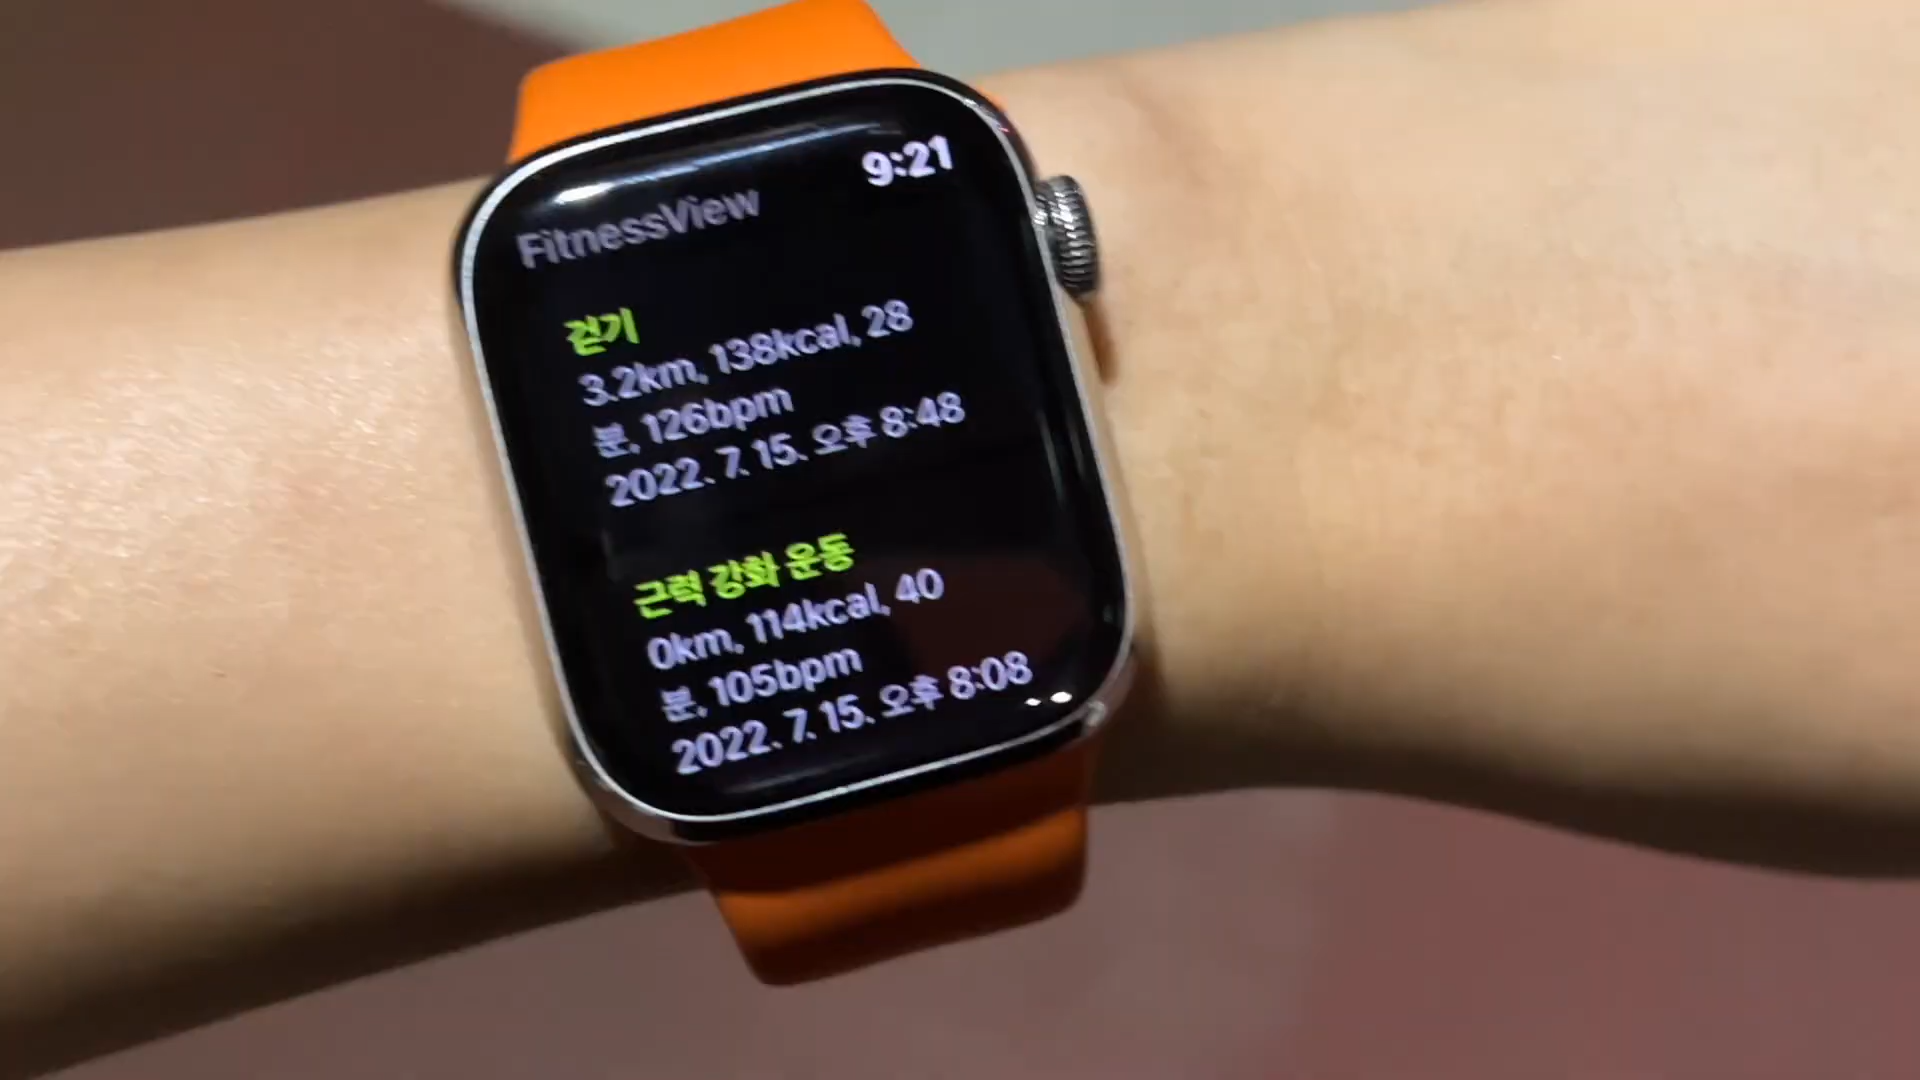 9:21
FitnessView
걷기
3.2km, 138kcal, 28
분, 126bpm
2022. 7. 15. 오후 8:48
근력 강화 운동
0km, 114kcal, 40
분, 105bpm
2022. 7. 15. 오후 8:08